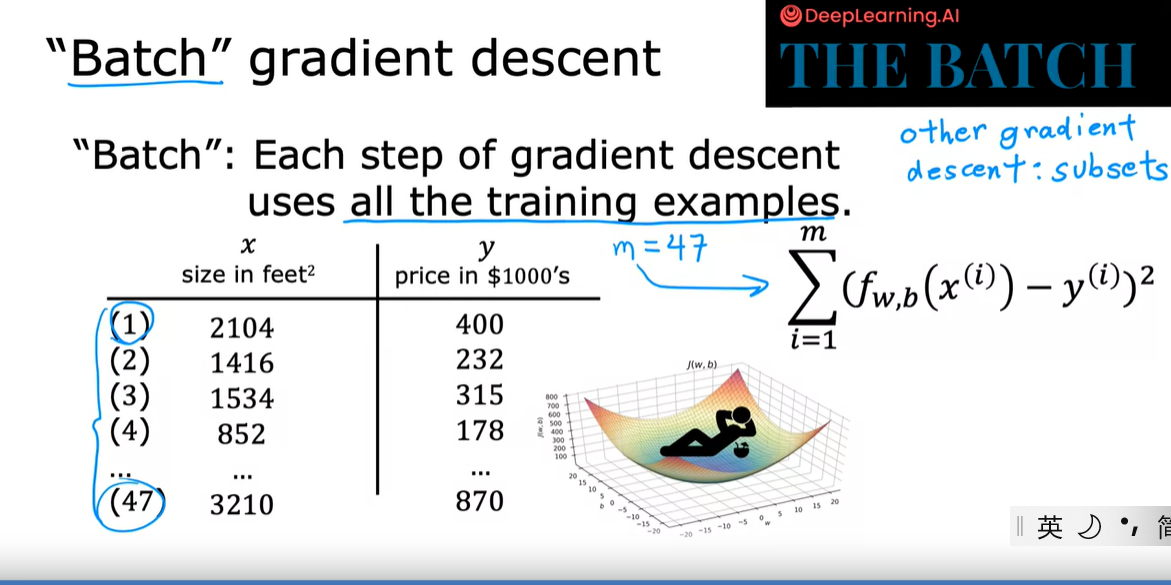 DeepLearning.AI
"Batch" gradient descent
THE BATCH
other gradient
descent: subsets
"Batch": Each step of gradient descent
uses all the training examples.
x y m = 47
size in feet² price in $1000's
m
∑ (f_{w,b}(x^{(i)}) − y^{(i)})²
i=1
(1) 2104 400
(2) 1416 232
(3) 1534 315
(4) 852 178
... ... ...
(47) 3210 870
J(w, b)
800
700
600
500
400
300
200
100
J(w, b)
20 15 10 5 0 −5 −10 −15 −20
b
−20 −15 −10 −5 0 5 10 15 20
w
英 简